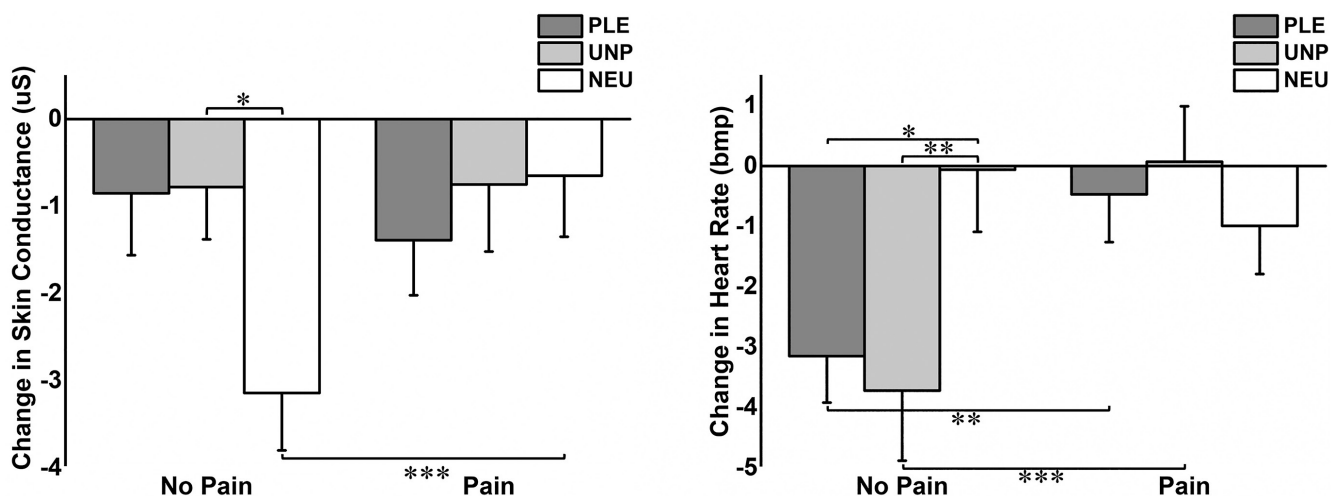 PLE
UNP
NEU
Change in Skin Conductance (uS)
0
-1
-2
-3
-4
*
***
No Pain
Pain
PLE
UNP
NEU
Change in Heart Rate (bmp)
1
0
-1
-2
-3
-4
-5
*
**
**
***
No Pain
Pain